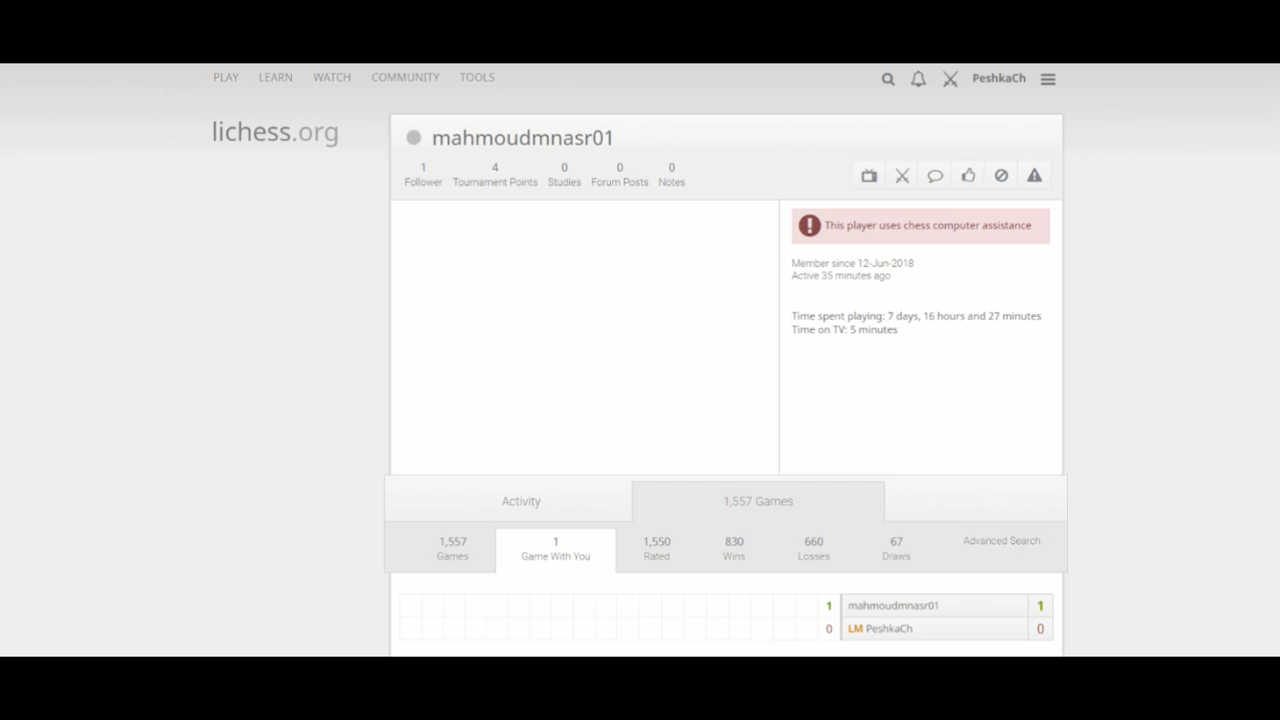 PLAY LEARN WATCH COMMUNITY TOOLS PeshkaCh
lichess.org
mahmoudmnasr01
1 4 0 0 0
Follower Tournament Points Studies Forum Posts Notes
This player uses chess computer assistance
Member since 12-Jun-2018
Active 35 minutes ago
Time spent playing: 7 days, 16 hours and 27 minutes
Time on TV: 5 minutes
Activity 1,557 Games
1,557 1 1,550 830 660 67 Advanced Search
Games Game With You Rated Wins Losses Draws
1 mahmoudmnasr01 1
0 LM PeshkaCh 0